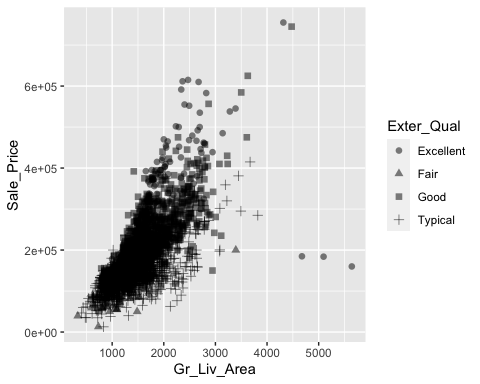 6e+05
4e+05
2e+05
0e+00
Sale_Price
1000 2000 3000 4000 5000
Gr_Liv_Area
Exter_Qual
Excellent
Fair
Good
Typical